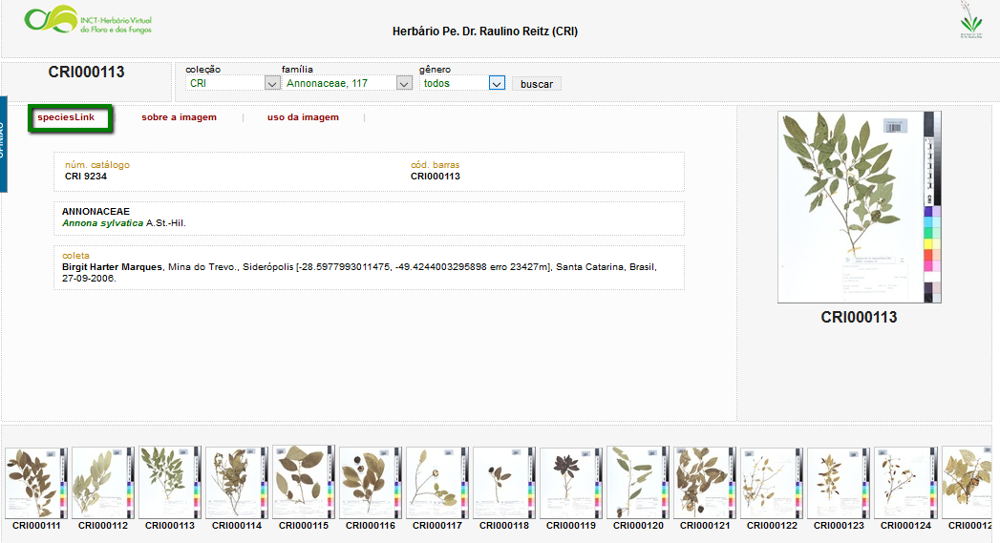 INCT-Herbário Virtual
da Flora e dos Fungos
Herbário Pe. Dr. Raulino Reitz (CRI)
CRI000113
coleção família gênero
CRI Annonaceae, 117 todos buscar
speciesLink | sobre a imagem | uso da imagem |
núm. catálogo cód. barras
CRI 9234 CRI000113
ANNONACEAE
Annona sylvatica A.St.-Hil.
coleta
Birgit Harter Marques, Mina do Trevo., Siderópolis [-28.5977993011475, -49.4244003295898 erro 23427m], Santa Catarina, Brasil,
27-09-2006.
CRI
CRI000113
CRI000111 CRI000112 CRI000113 CRI000114 CRI000115 CRI000116 CRI000117 CRI000118 CRI000119 CRI000120 CRI000121 CRI000122 CRI000123 CRI000124 CRI00012